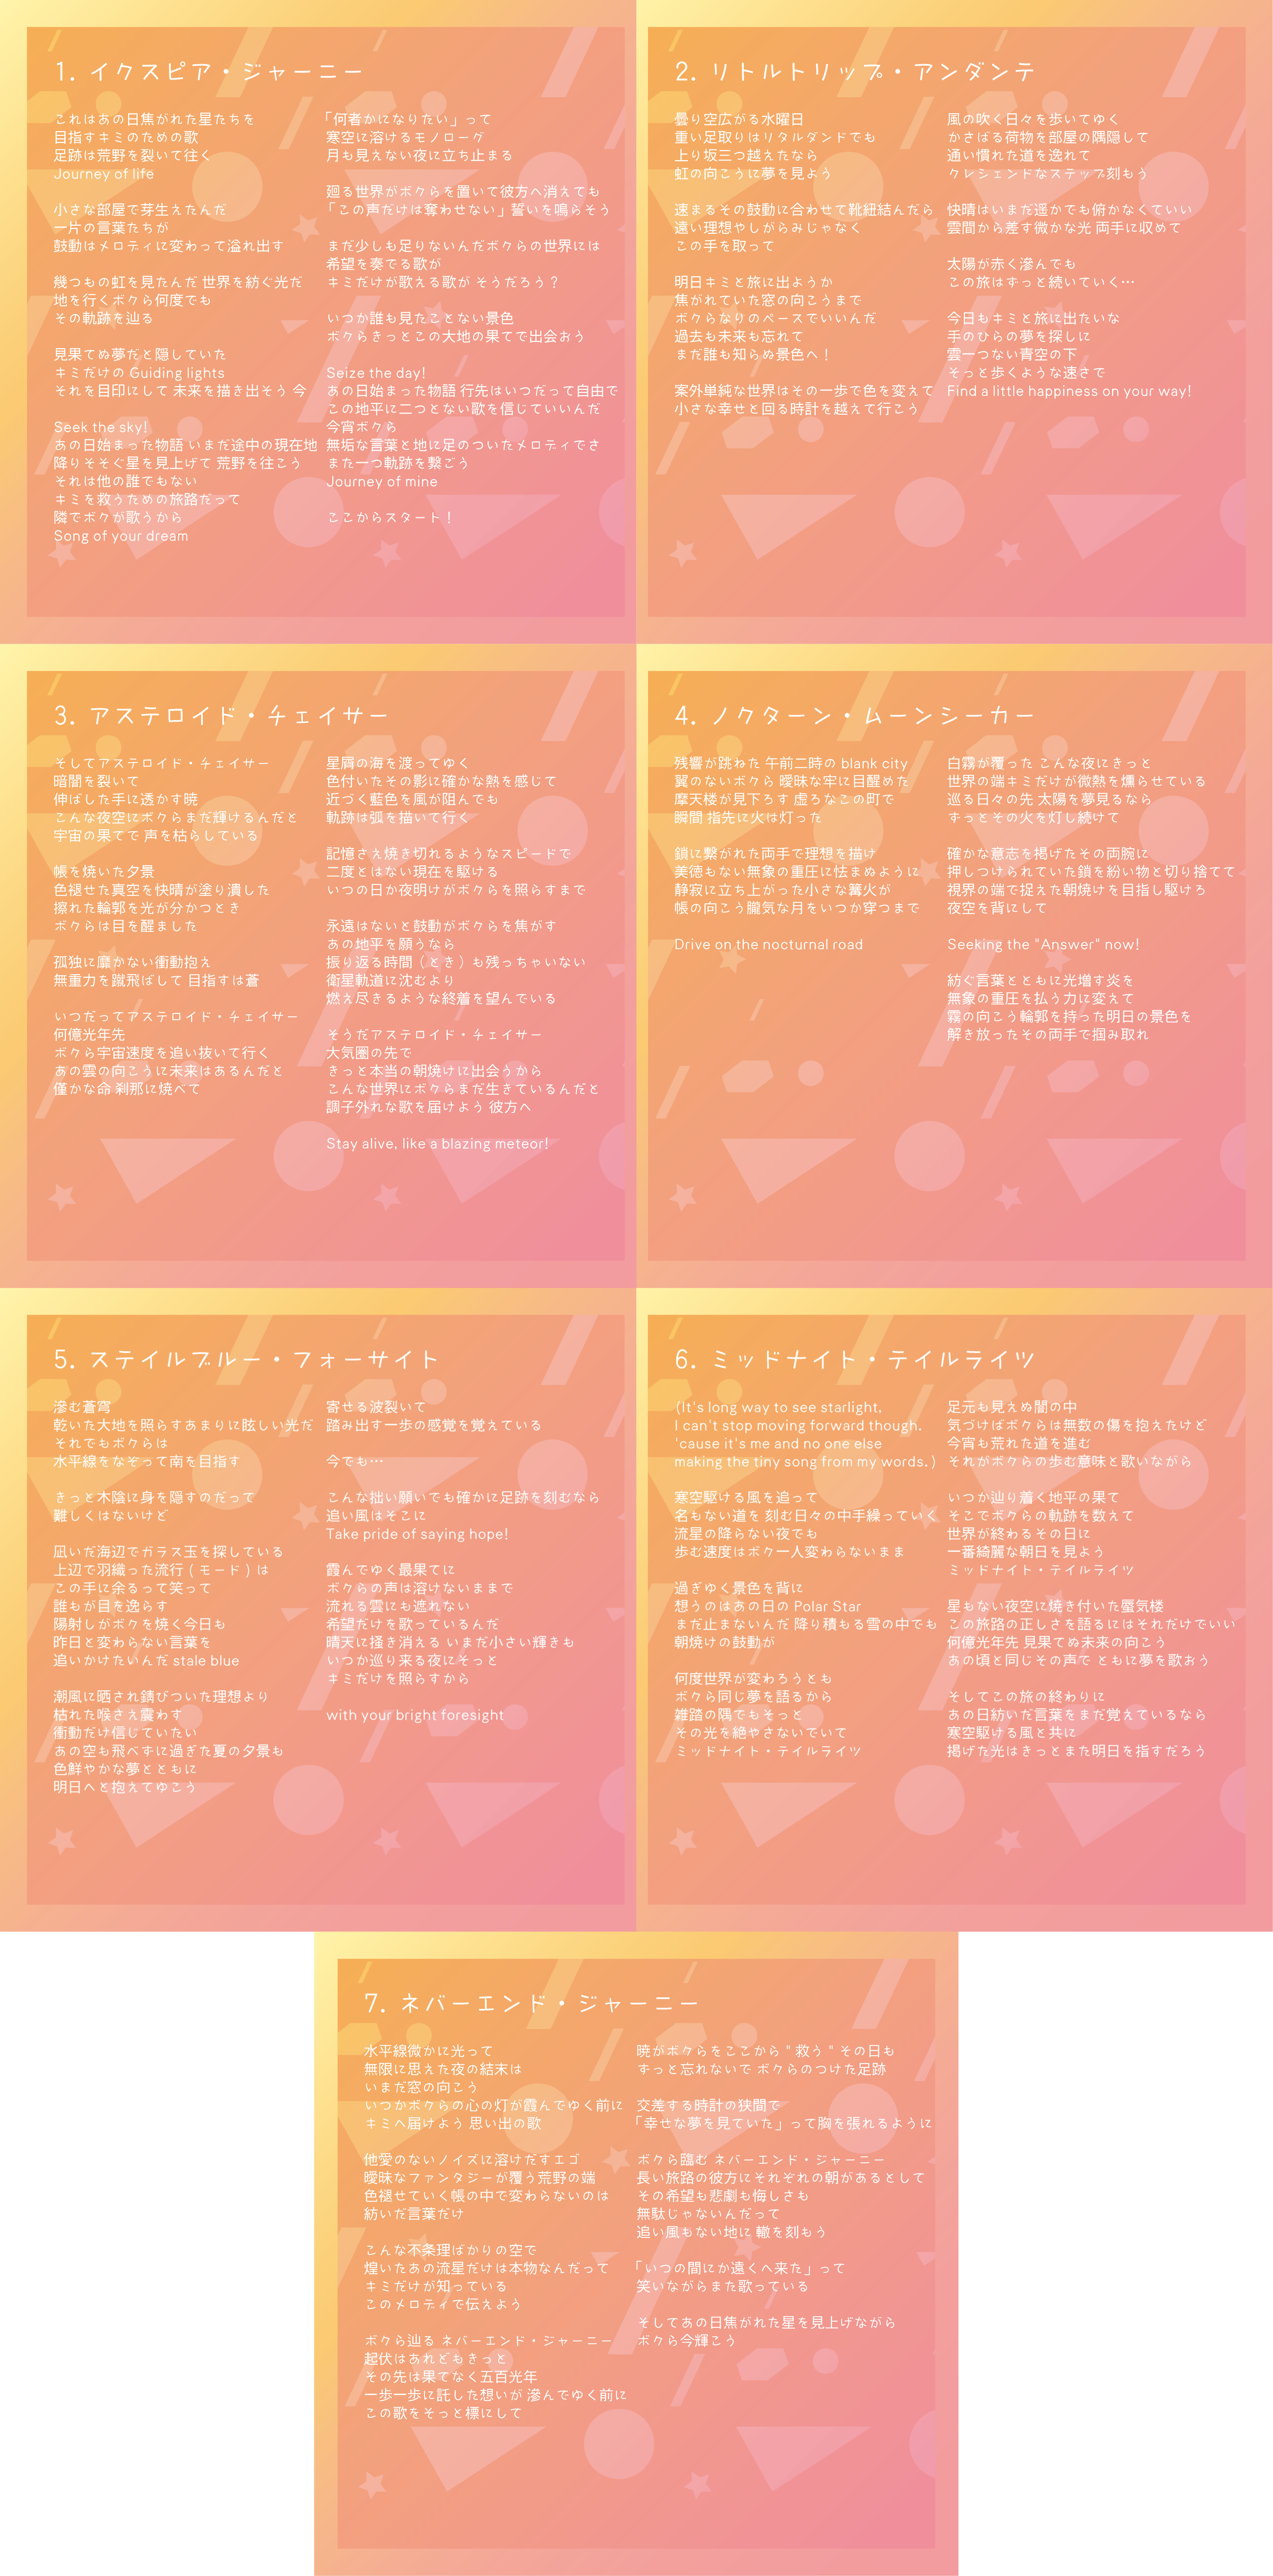 1. イクスピア・ジャーニー
これはあの日焦がれた星たちを
目指すキミのための歌
足跡は荒野を裂いて往く
Journey of life
小さな部屋で芽生えたんだ
一片の言葉たちが
鼓動はメロディに変わって溢れ出す
幾つもの虹を見たんだ 世界を紡ぐ光だ
地を行くボクら何度でも
その軌跡を辿る
見果てぬ夢だと隠していた
キミだけの Guiding lights
それを目印にして 未来を描き出そう 今
Seek the sky!
あの日始まった物語 いまだ途中の現在地
降りそそぐ星を見上げて 荒野を往こう
それは他の誰でもない
キミを救うための旅路だって
隣でボクが歌うから
Song of your dream
「何者かになりたい」って
寒空に溶けるモノローグ
月も見えない夜に立ち止まる
廻る世界がボクらを置いて彼方へ消えても
「この声だけは奪わせない」誓いを鳴らそう
まだ少しも足りないんだボクらの世界には
希望を奏でる歌が
キミだけが歌える歌が そうだろう？
いつか誰も見たことない景色
ボクらきっとこの大地の果てで出会おう
Seize the day!
あの日始まった物語 行先はいつだって自由で
この地平に二つとない歌を信じていいんだ
今宵ボクら
無垢な言葉と地に足のついたメロディでさ
また一つ軌跡を繋ごう
Journey of mine
ここからスタート！
2. リトルトリップ・アンダンテ
曇り空広がる水曜日
重い足取りはリタルダンドでも
上り坂三つ越えたなら
虹の向こうに夢を見よう
速まるその鼓動に合わせて靴紐結んだら
遠い理想やしがらみじゃなく
この手を取って
明日キミと旅に出ようか
焦がれていた窓の向こうまで
ボクらなりのペースでいいんだ
過去も未来も忘れて
まだ誰も知らぬ景色へ！
案外単純な世界はその一歩で色を変えて
小さな幸せと回る時計を越えて行こう
風の吹く日々を歩いてゆく
かさばる荷物を部屋の隅隠して
通い慣れた道を逸れて
クレシェンドなステップ刻もう
快晴はいまだ遥かでも俯かなくていい
雲間から差す微かな光 両手に収めて
太陽が赤く滲んでも
この旅はずっと続いていく…
今日もキミと旅に出たいな
手のひらの夢を探しに
雲一つない青空の下
そっと歩くような速さで
Find a little happiness on your way!
3. アステロイド・チェイサー
そしてアステロイド・チェイサー
暗闇を裂いて
伸ばした手に透かす暁
こんな夜空にボクらまだ輝けるんだと
宇宙の果てで 声を枯らしている
帳を焼いた夕景
色褪せた真空を快晴が塗り潰した
擦れた輪郭を光が分かつとき
ボクらは目を醒ました
孤独に靡かない衝動抱え
無重力を蹴飛ばして 目指すは蒼
いつだってアステロイド・チェイサー
何億光年先
ボクら宇宙速度を追い抜いて行く
あの雲の向こうに未来はあるんだと
僅かな命 刹那に焼べて
星屑の海を渡ってゆく
色付いたその影に確かな熱を感じて
近づく藍色を風が阻んでも
軌跡は弧を描いて行く
記憶さえ焼き切れるようなスピードで
二度とはない現在を駆ける
いつの日か夜明けがボクらを照らすまで
永遠はないと鼓動がボクらを焦がす
あの地平を願うなら
振り返る時間 ( とき ) も残っちゃいない
衛星軌道に沈むより
燃え尽きるような終着を望んでいる
そうだアステロイド・チェイサー
大気圏の先で
きっと本当の朝焼けに出会うから
こんな世界にボクらまだ生きているんだと
調子外れな歌を届けよう 彼方へ
Stay alive, like a blazing meteor!
4. ノクターン・ムーンシーカー
残響が跳ねた 午前二時の blank city
翼のないボクら 曖昧な牢に目醒めた
摩天楼が見下ろす 虚ろなこの町で
瞬間 指先に火は灯った
鎖に繋がれた両手で理想を描け
美徳もない無象の重圧に怯まぬように
静寂に立ち上がった小さな篝火が
帳の向こう朧気な月をいつか穿つまで
Drive on the nocturnal road
白霧が覆った こんな夜にきっと
世界の端キミだけが微熱を燻らせている
巡る日々の先 太陽を夢見るなら
ずっとその火を灯し続けて
確かな意志を掲げたその両腕に
押しつけられていた鎖を紛い物と切り捨てて
視界の端で捉えた朝焼けを目指し駆けろ
夜空を背にして
Seeking the "Answer" now!
紡ぐ言葉とともに光増す炎を
無象の重圧を払う力に変えて
霧の向こう輪郭を持った明日の景色を
解き放ったその両手で掴み取れ
5. ステイルブルー・フォーサイト
滲む蒼穹
乾いた大地を照らすあまりに眩しい光だ
それでもボクらは
水平線をなぞって南を目指す
きっと木陰に身を隠すのだって
難しくはないけど
凪いだ海辺でガラス玉を探している
上辺で羽織った流行 ( モード ) は
この手に余るって笑って
誰もが目を逸らす
陽射しがボクを焼く今日も
昨日と変わらない言葉を
追いかけたいんだ stale blue
潮風に晒され錆びついた理想より
枯れた喉さえ震わす
衝動だけ信じていたい
あの空も飛べずに過ぎた夏の夕景も
色鮮やかな夢とともに
明日へと抱えてゆこう
寄せる波裂いて
踏み出す一歩の感覚を覚えている
今でも…
こんな拙い願いでも確かに足跡を刻むなら
追い風はそこに
Take pride of saying hope!
霞んでゆく最果てに
ボクらの声は溶けないままで
流れる雲にも遮れない
希望だけを歌っているんだ
晴天に掻き消える いまだ小さい輝きも
いつか巡り来る夜にそっと
キミだけを照らすから
with your bright foresight
6. ミッドナイト・テイルライツ
(It's long way to see starlight,
I can't stop moving forward though.
'cause it's me and no one else
making the tiny song from my words. )
寒空駆ける風を追って
名もない道を 刻む日々の中手繰っていく
流星の降らない夜でも
歩む速度はボク一人変わらないまま
過ぎゆく景色を背に
想うのはあの日の Polar Star
まだ止まないんだ 降り積もる雪の中でも
朝焼けの鼓動が
何度世界が変わろうとも
ボクら同じ夢を語るから
雑踏の隅でもそっと
その光を絶やさないでいて
ミッドナイト・テイルライツ
足元も見えぬ闇の中
気づけばボクらは無数の傷を抱えたけど
今宵も荒れた道を進む
それがボクらの歩む意味と歌いながら
いつか辿り着く地平の果て
そこでボクらの軌跡を数えて
世界が終わるその日に
一番綺麗な朝日を見よう
ミッドナイト・テイルライツ
星もない夜空に焼き付いた蜃気楼
この旅路の正しさを語るにはそれだけでいい
何億光年先 見果てぬ未来の向こう
あの頃と同じその声で ともに夢を歌おう
そしてこの旅の終わりに
あの日紡いだ言葉をまだ覚えているなら
寒空駆ける風と共に
掲げた光はきっとまた明日を指すだろう
7. ネバーエンド・ジャーニー
水平線微かに光って
無限に思えた夜の結末は
いまだ窓の向こう
いつかボクらの心の灯が霞んでゆく前に
キミへ届けよう 思い出の歌
他愛のないノイズに溶けだすエゴ
曖昧なファンタジーが覆う荒野の端
色褪せていく帳の中で変わらないのは
紡いだ言葉だけ
こんな不条理ばかりの空で
煌いたあの流星だけは本物なんだって
キミだけが知っている
このメロディで伝えよう
ボクら辿る ネバーエンド・ジャーニー
起伏はあれどもきっと
その先は果てなく五百光年
一歩一歩に託した想いが 滲んでゆく前に
この歌をそっと標にして
暁がボクらをここから " 救う " その日も
ずっと忘れないで ボクらのつけた足跡
交差する時計の狭間で
「幸せな夢を見ていた」って胸を張れるように
ボクら臨む ネバーエンド・ジャーニー
長い旅路の彼方にそれぞれの朝があるとして
その希望も悲劇も悔しさも
無駄じゃないんだって
追い風もない地に 轍を刻もう
「いつの間にか遠くへ来た」って
笑いながらまた歌っている
そしてあの日焦がれた星を見上げながら
ボクら今輝こう